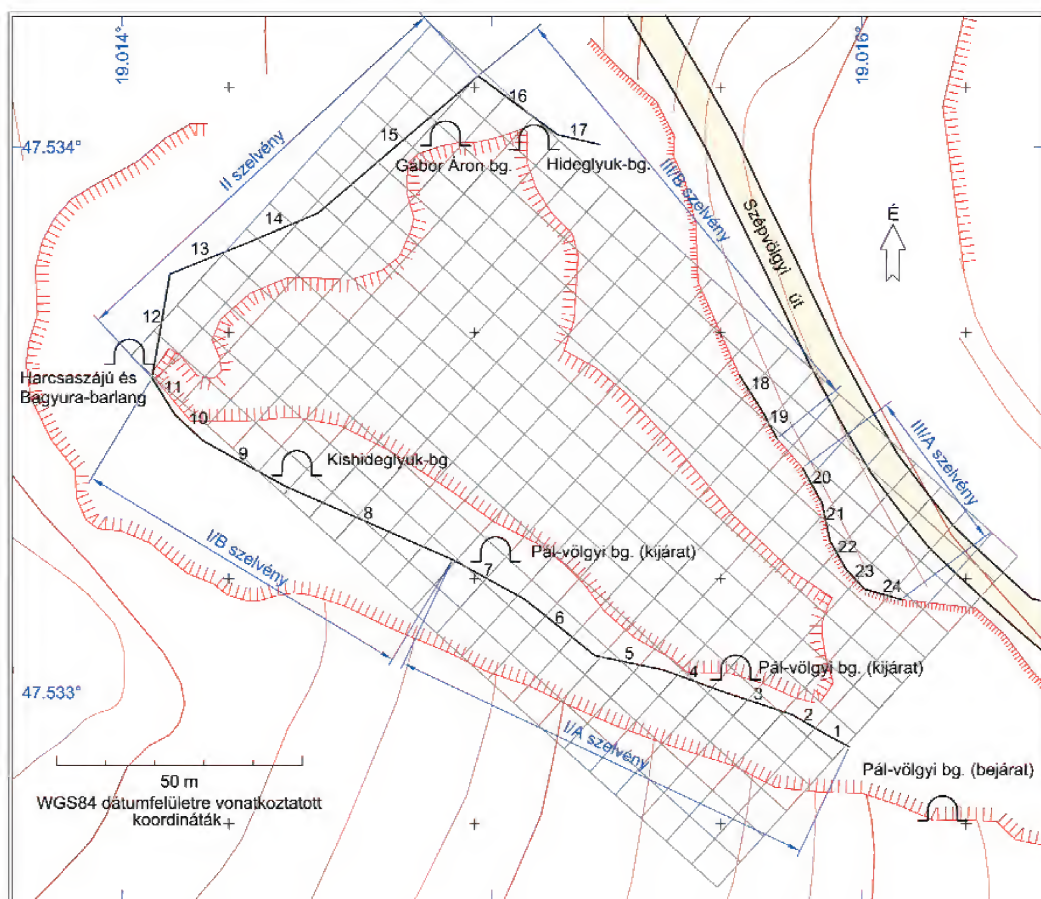 19.014°
19.016°
47.534°
47.533°
II szelvény
III/B szelvény
III/A szelvény
I/B szelvény
I/A szelvény
Szépvölgyi út
É
16
17
15
Gábor Áron bg.
Hideglyuk-bg.
14
13
12
Harcsaszájú és
Bagyura-barlang
11
10
9
Kishideglyuk-bg.
8
18
19
20
21
22
23
24
Pál-völgyi bg. (kijárat)
7
6
5
4
Pál-völgyi bg. (kijárat)
3
2
1
Pál-völgyi bg. (bejárat)
50 m
WGS84 dátumfelületre vonatkoztatott
koordináták